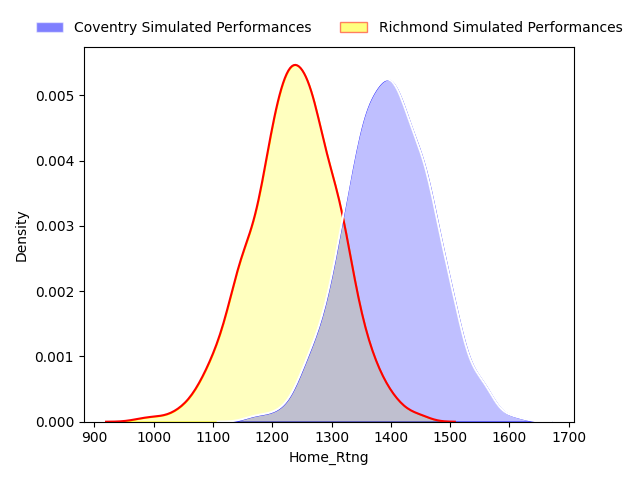 Coventry Simulated Performances Richmond Simulated Performances
0.005
0.004
0.003
0.002
0.001
0.000
Density
900 1000 1100 1200 1300 1400 1500 1600 1700
Home_Rtng